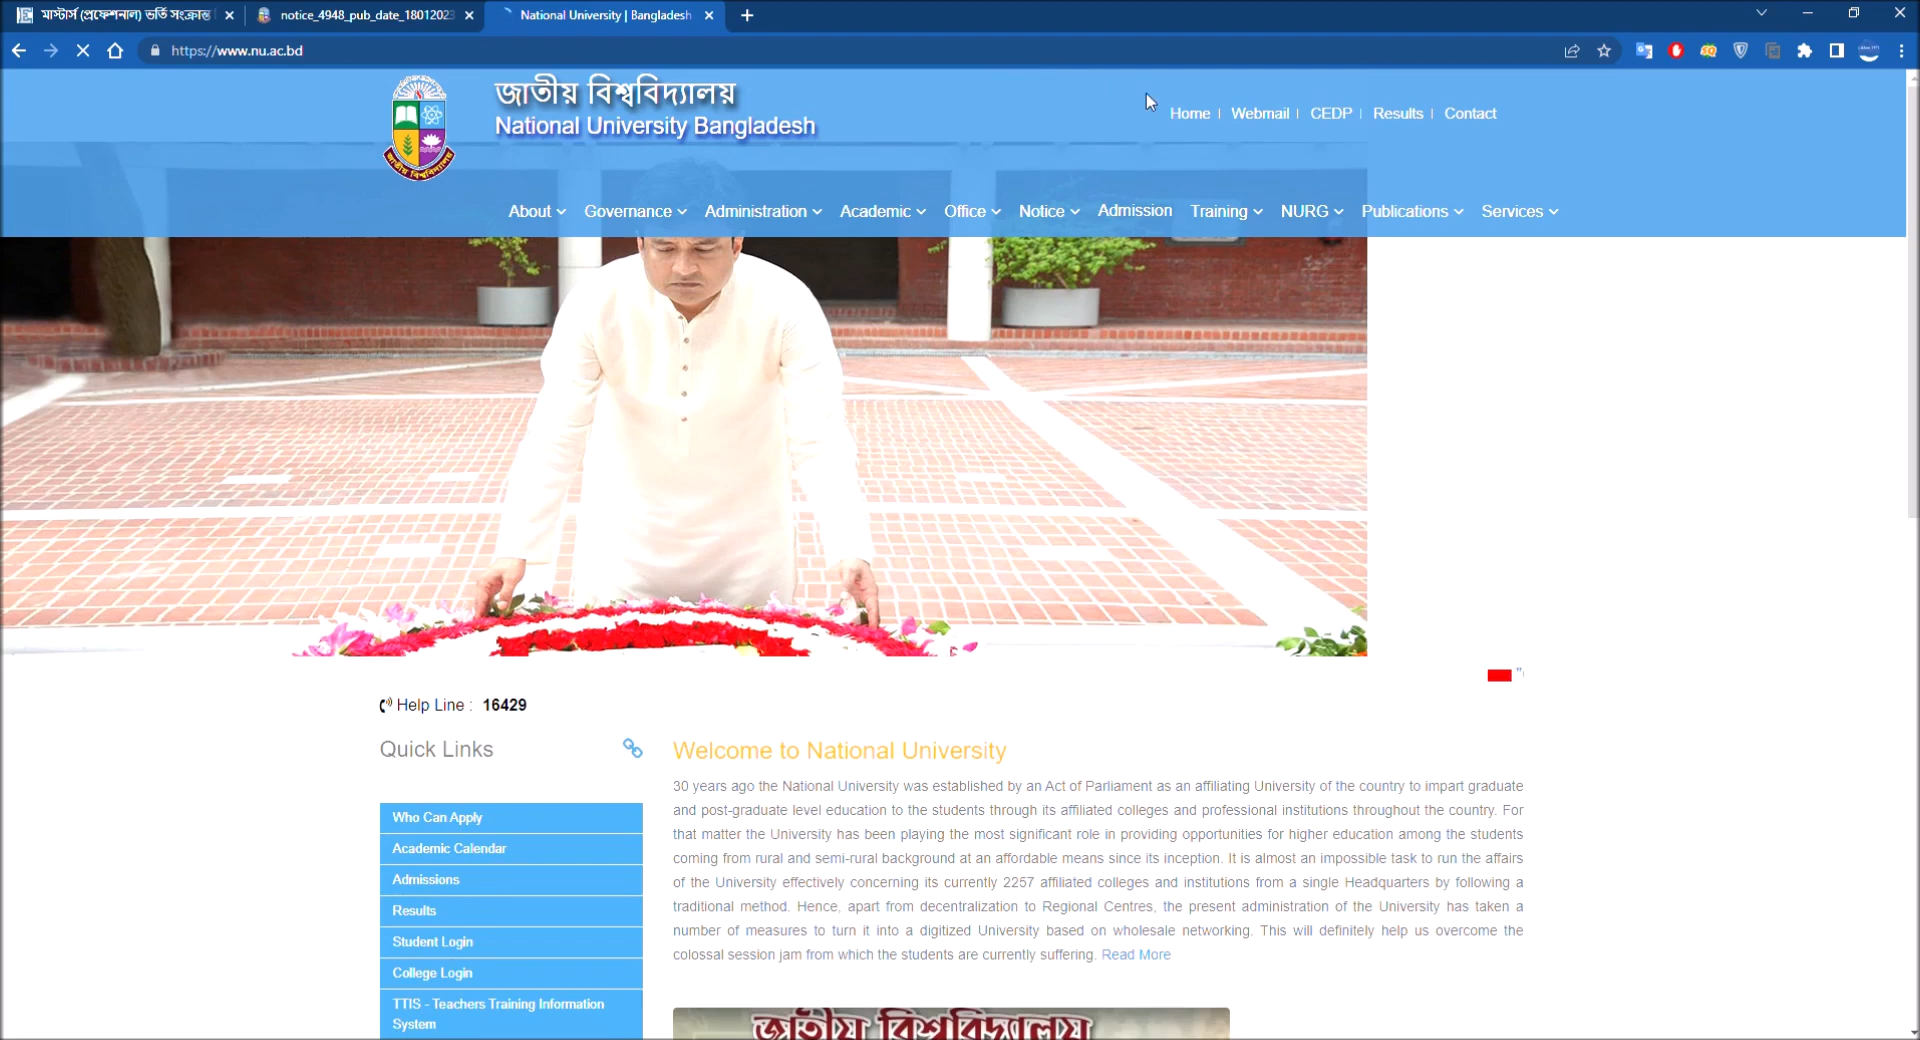 মাস্টার্স (প্রফেশনাল) ভর্তি সংক্রান্ত
notice_4948_pub_date_18012023
National University | Bangladesh
https://www.nu.ac.bd
জাতীয় বিশ্ববিদ্যালয়
National University Bangladesh
Home | Webmail | CEDP | Results | Contact
জাতীয় বিশ্ববিদ্যালয়
About Governance Administration Academic Office Notice Admission Training NURG Publications Services
Help Line : 16429
Quick Links
Who Can Apply
Academic Calendar
Admissions
Results
Student Login
College Login
TTIS - Teachers Training Information
System
Welcome to National University
30 years ago the National University was established by an Act of Parliament as an affiliating University of the country to impart graduate
and post-graduate level education to the students through its affiliated colleges and professional institutions throughout the country. For
that matter the University has been playing the most significant role in providing opportunities for higher education among the students
coming from rural and semi-rural background at an affordable means since its inception. It is almost an impossible task to run the affairs
of the University effectively concerning its currently 2257 affiliated colleges and institutions from a single Headquarters by following a
traditional method. Hence, apart from decentralization to Regional Centres, the present administration of the University has taken a
number of measures to turn it into a digitized University based on wholesale networking. This will definitely help us overcome the
colossal session jam from which the students are currently suffering. Read More
জাতীয় বিশ্ববিদ্যালয়